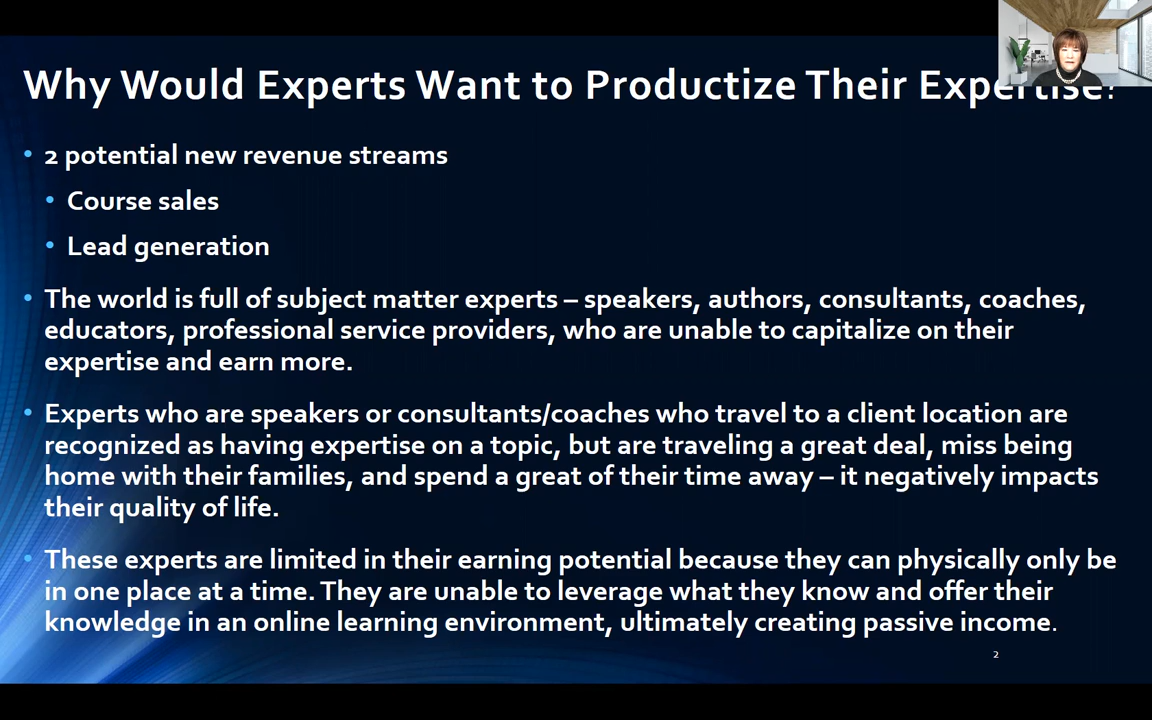 Why Would Experts Want to Productize Their Expertise?
• 2 potential new revenue streams
• Course sales
• Lead generation
• The world is full of subject matter experts – speakers, authors, consultants, coaches,
educators, professional service providers, who are unable to capitalize on their
expertise and earn more.
• Experts who are speakers or consultants/coaches who travel to a client location are
recognized as having expertise on a topic, but are traveling a great deal, miss being
home with their families, and spend a great of their time away – it negatively impacts
their quality of life.
• These experts are limited in their earning potential because they can physically only be
in one place at a time. They are unable to leverage what they know and offer their
knowledge in an online learning environment, ultimately creating passive income.
2